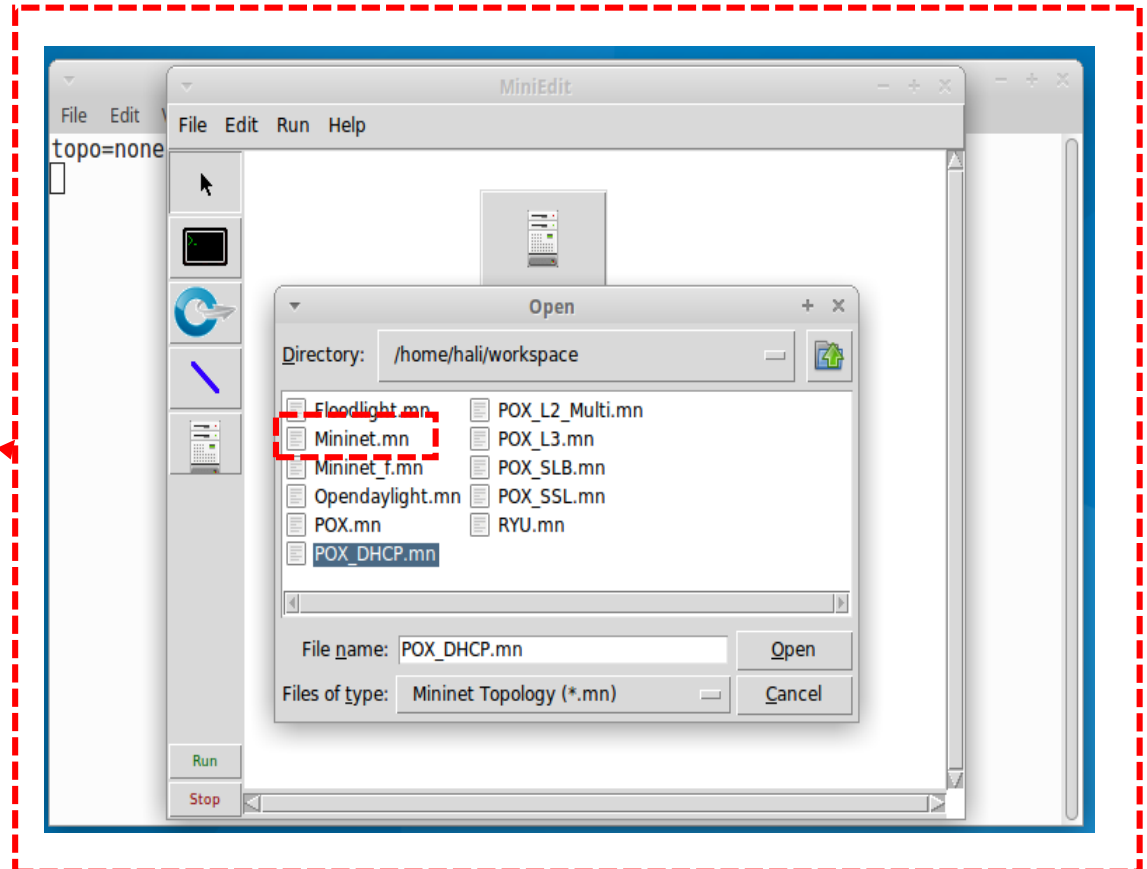 MiniEdit
File Edit
File Edit Run Help
topo=none
Open
Directory: /home/hali/workspace
Floodlight.mn POX_L2_Multi.mn
Mininet.mn POX_L3.mn
Mininet_f.mn POX_SLB.mn
Opendaylight.mn POX_SSL.mn
POX.mn RYU.mn
POX_DHCP.mn
File name: POX_DHCP.mn Open
Files of type: Mininet Topology (*.mn) Cancel
Run
Stop